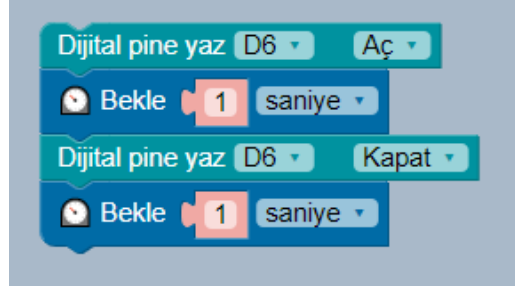 Dijital pine yaz D6 Aç
Bekle 1 saniye
Dijital pine yaz D6 Kapat
Bekle 1 saniye